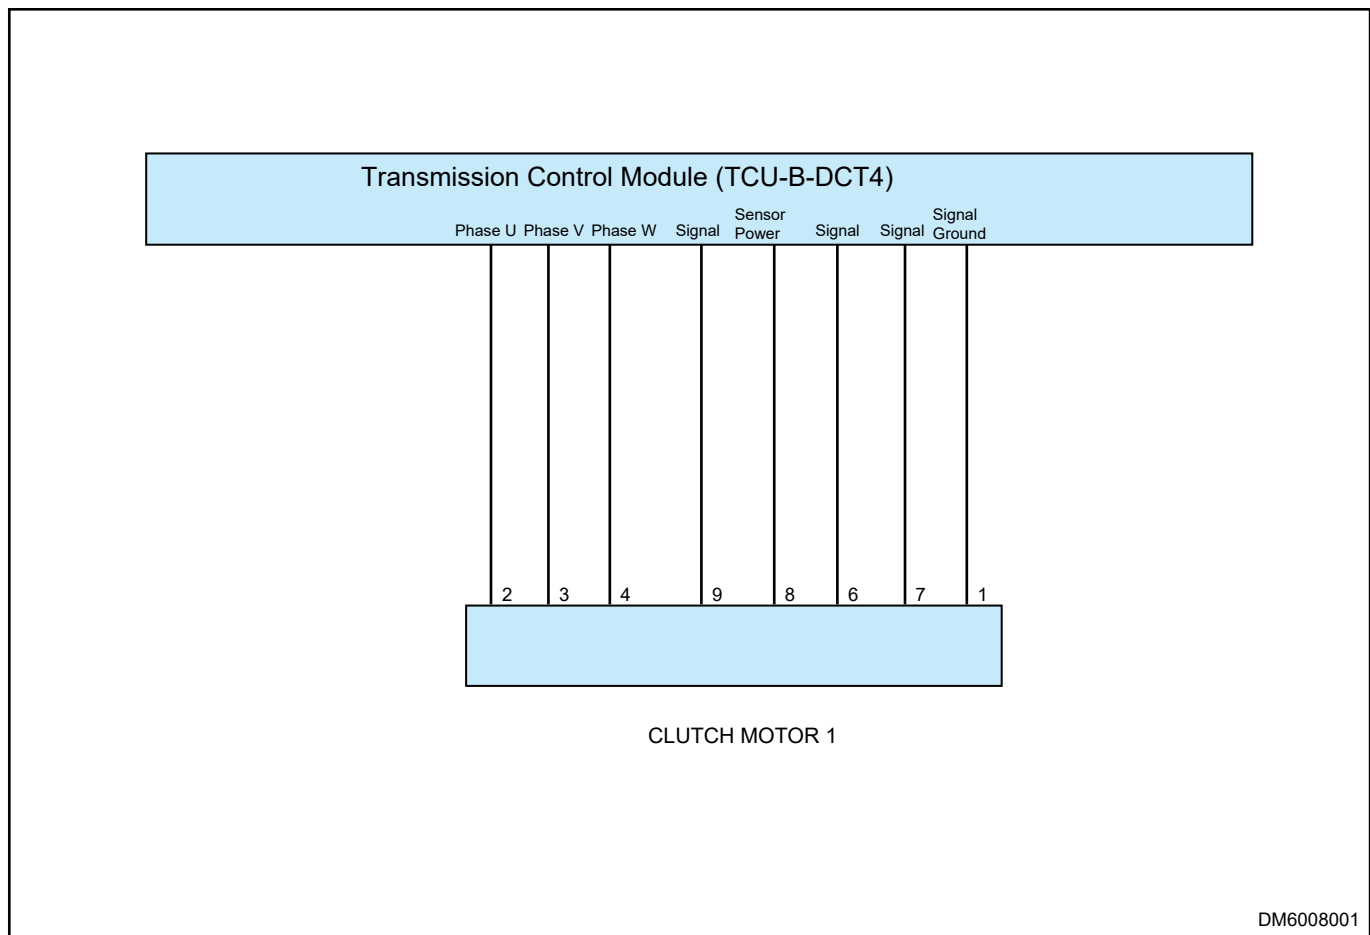 Transmission Control Module (TCU-B-DCT4)
Phase U Phase V Phase W Signal Sensor Power Signal Signal Signal Ground
2 3 4 9 8 6 7 1
CLUTCH MOTOR 1
DM6008001